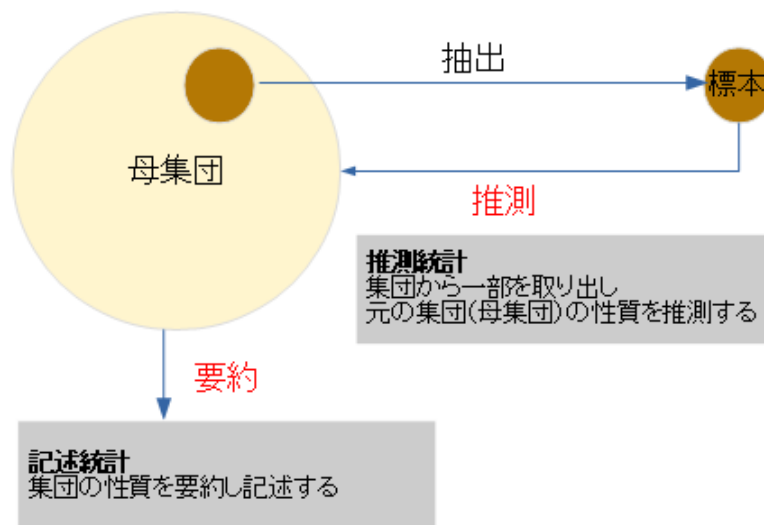 抽出
標本
母集団
推測
推測統計
集団から一部を取り出し
元の集団(母集団)の性質を推測する
要約
記述統計
集団の性質を要約し記述する